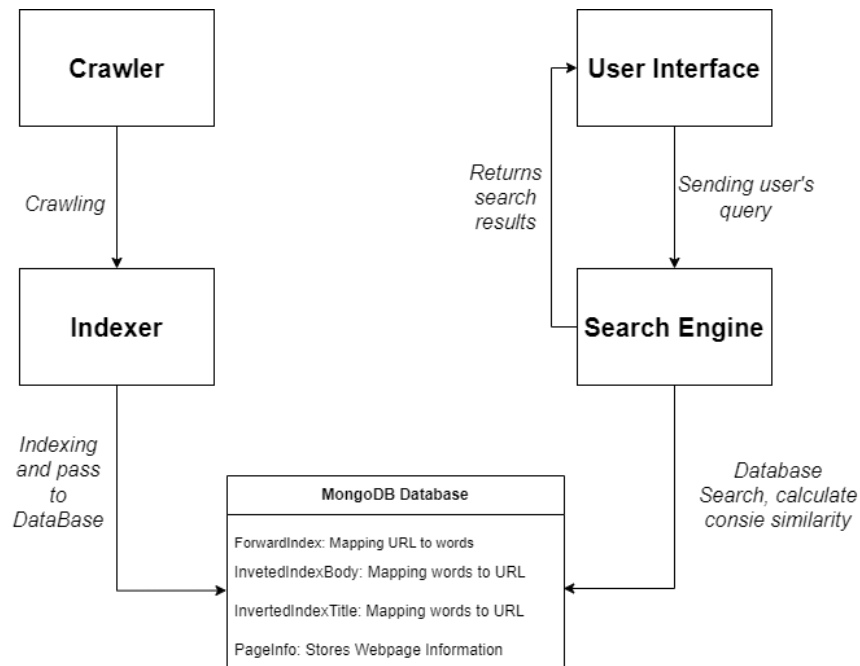 Crawler
User Interface
Crawling
Returns
search
results
Sending user's
query
Indexer
Search Engine
Indexing
and pass
to
DataBase
Database
Search, calculate
consie similarity
MongoDB Database
ForwardIndex: Mapping URL to words
InvetedIndexBody: Mapping words to URL
InvertedIndexTitle: Mapping words to URL
PageInfo: Stores Webpage Information